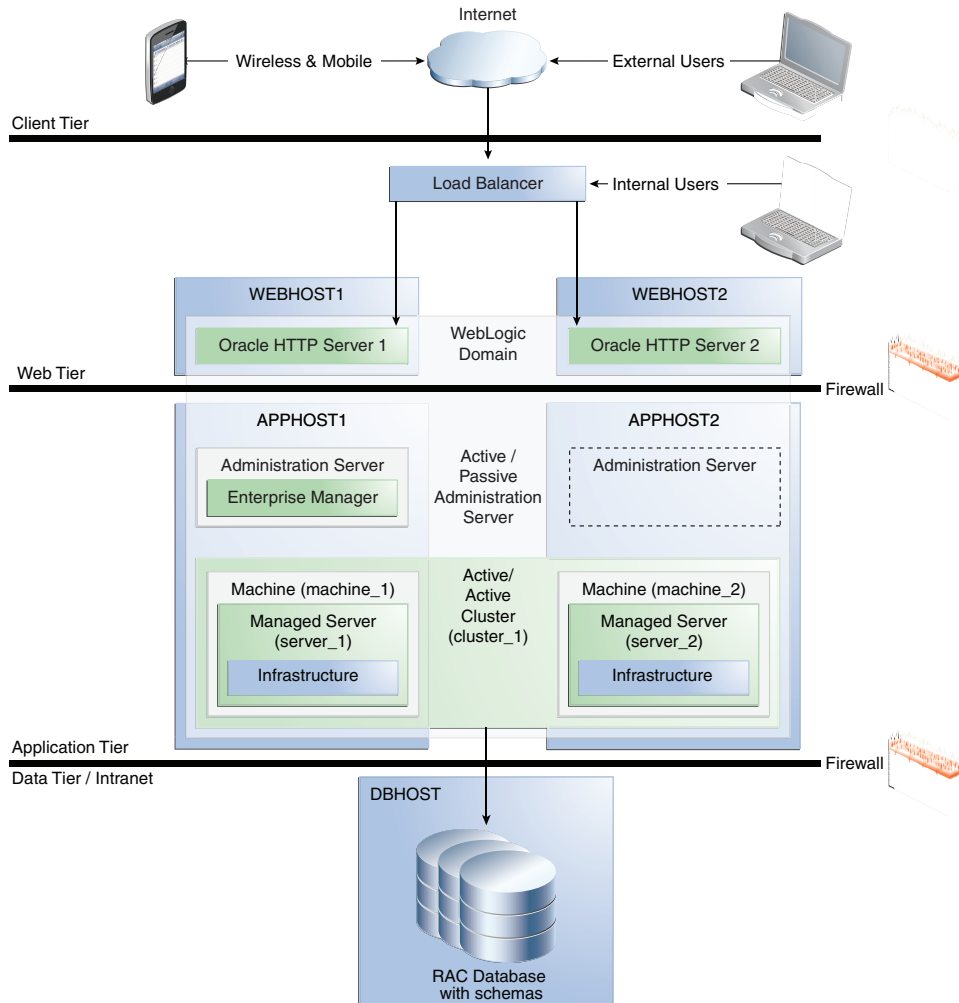 Internet
Wireless & Mobile
External Users
Client Tier
Load Balancer
Internal Users
WEBHOST1
WEBHOST2
Oracle HTTP Server 1
WebLogic
Domain
Oracle HTTP Server 2
Web Tier
Firewall
APPHOST1
APPHOST2
Administration Server
Enterprise Manager
Active /
Passive
Administration
Server
Administration Server
Machine (machine_1)
Managed Server
(server_1)
Infrastructure
Active/
Active
Cluster
(cluster_1)
Machine (machine_2)
Managed Server
(server_2)
Infrastructure
Application Tier
Firewall
Data Tier / Intranet
DBHOST
RAC Database
with schemas